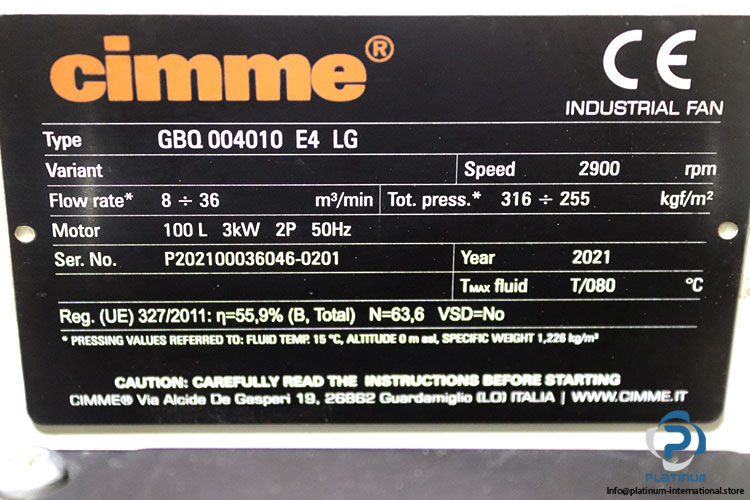 cimme®
CE
INDUSTRIAL FAN
Type GBQ 004010 E4 LG
Variant Speed 2900 rpm
Flow rate* 8 ÷ 36 m³/min Tot. press.* 316 ÷ 255 kgf/m²
Motor 100 L 3kW 2P 50Hz
Ser. No. P202100036046-0201 Year 2021
TMAX fluid T/080 °C
Reg. (UE) 327/2011: η=55,9% (B, Total) N=63,6 VSD=No
* PRESSING VALUES REFERRED TO: FLUID TEMP. 15 °C, ALTITUDE 0 m asl, SPECIFIC WEIGHT 1,226 kg/m³
CAUTION: CAREFULLY READ THE INSTRUCTIONS BEFORE STARTING
CIMME® Via Alcide De Gasperi 19, 26862 Guardamiglio (LO) ITALIA | WWW.CIMME.IT
PLATINUM
Info@platinum-international.store